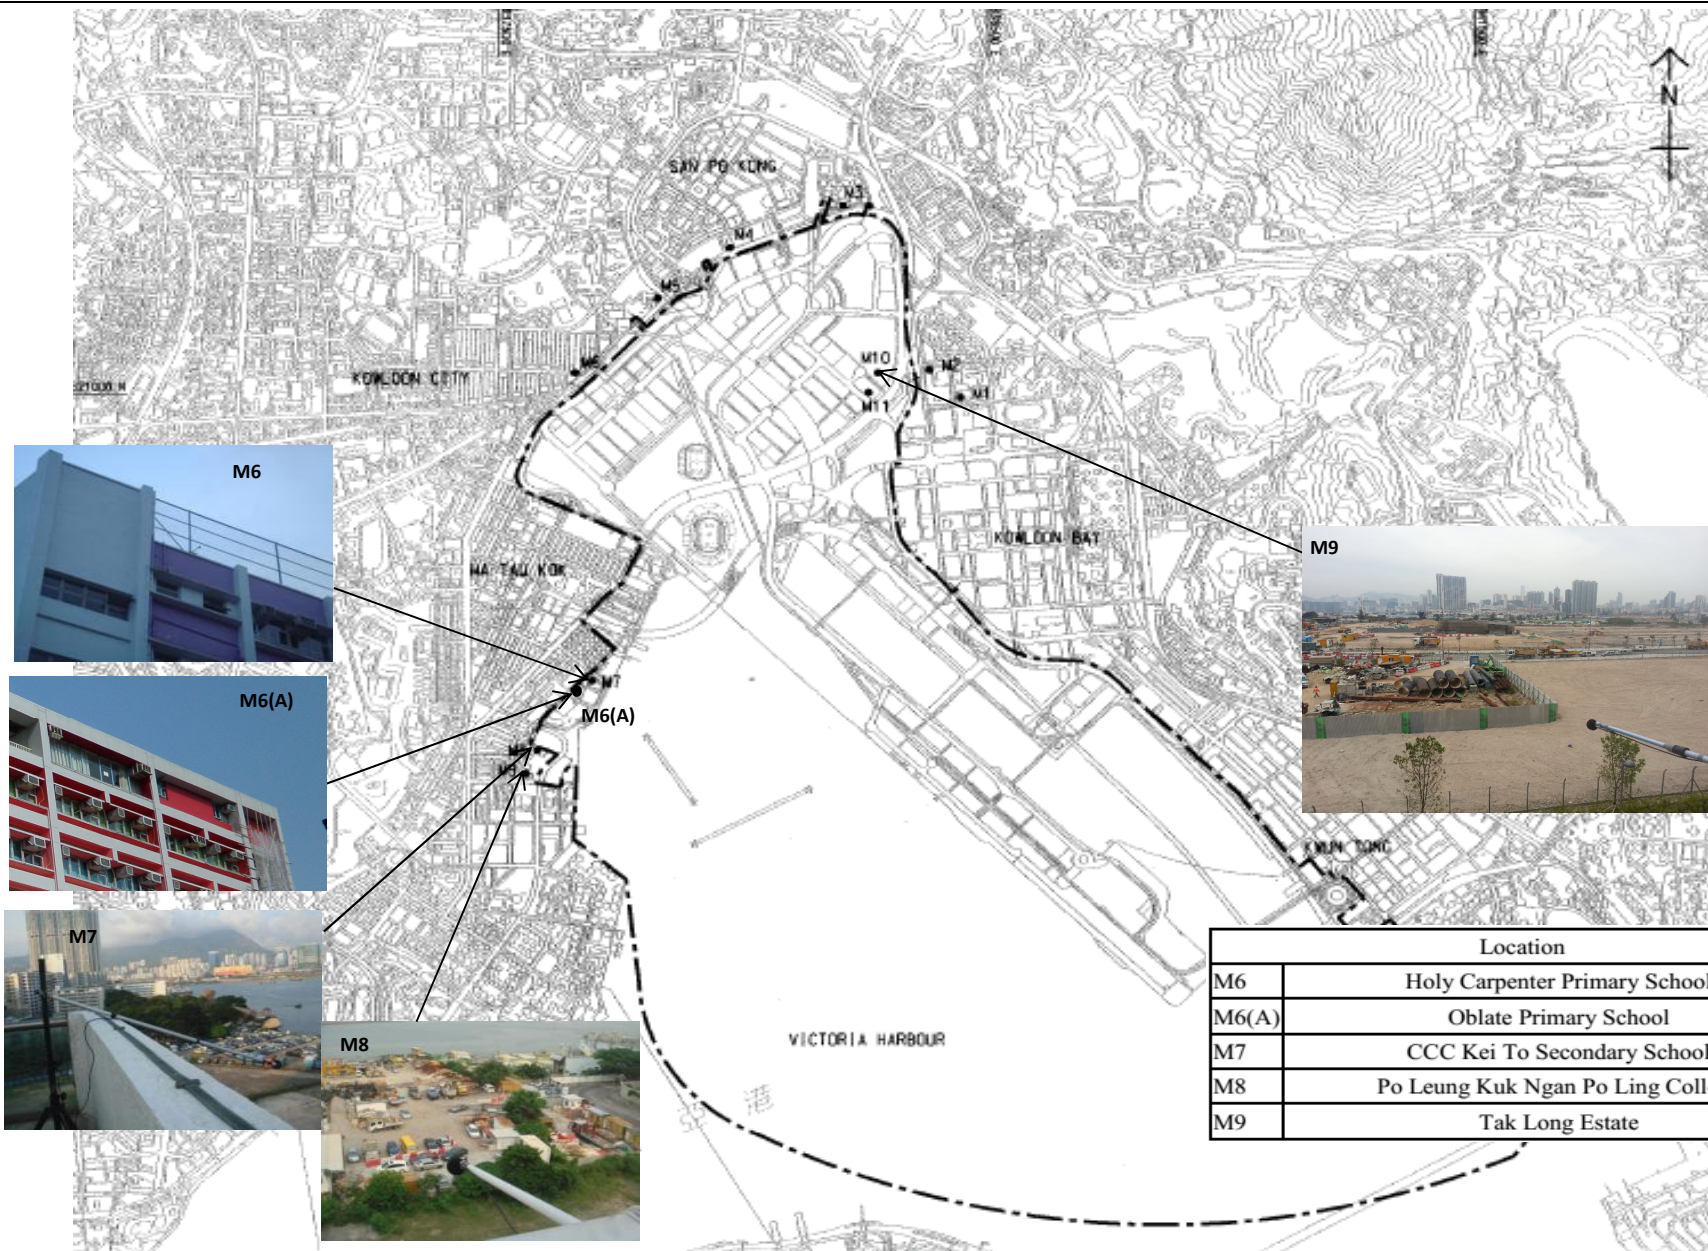 N
SAN PO KONG
M3
M4
M5
M6
KOWLOON CITY
M10
M2
M11
M1
M6
M9
KOWLOON BAY
MA TAU KOK
M7
M6(A)
M6(A)
KWUN TONG
M7
M8
VICTORIA HARBOUR
港
Location
M6 Holy Carpenter Primary School
M6(A) Oblate Primary School
M7 CCC Kei To Secondary School
M8 Po Leung Kuk Ngan Po Ling Coll
M9 Tak Long Estate